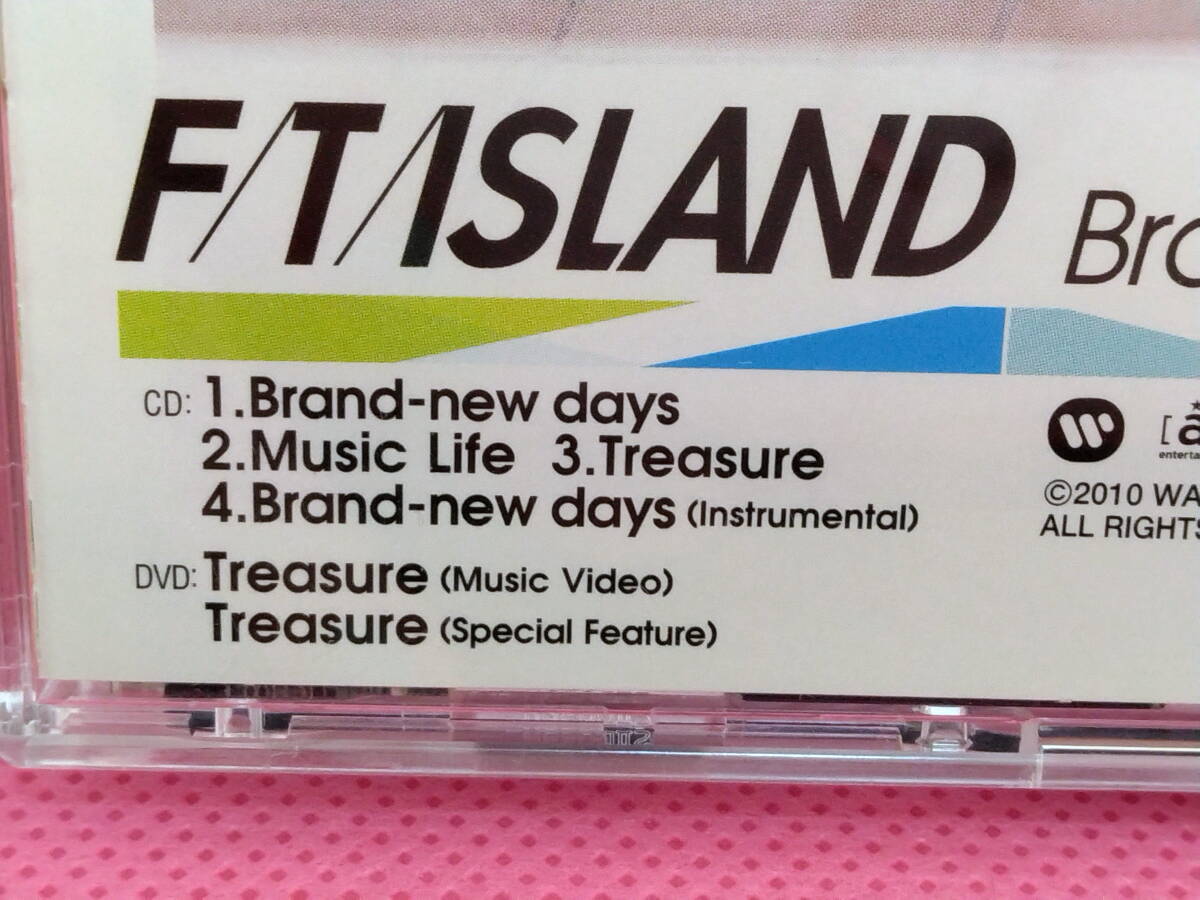 F/T/ISLAND
CD: 1.Brand-new days
2.Music Life 3.Treasure
4.Brand-new days (Instrumental)
DVD: Treasure (Music Video)
Treasure (Special Feature)
©2010
ALL RIGHTS